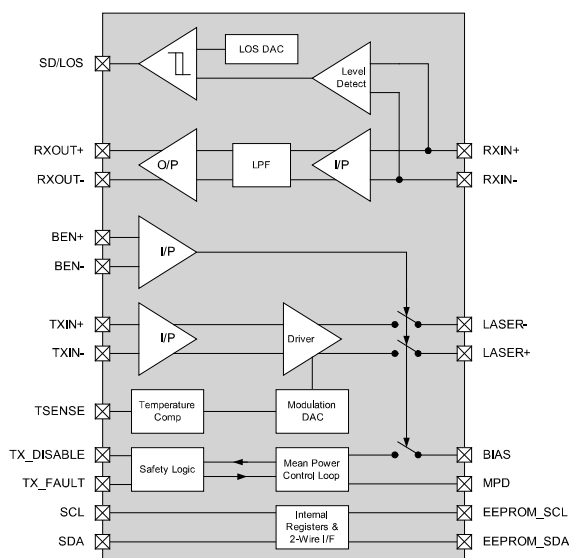 SD/LOS
LOS DAC
Level
Detect
RXOUT+
RXOUT-
O/P
LPF
I/P
RXIN+
RXIN-
BEN+
BEN-
I/P
TXIN+
TXIN-
I/P
Driver
LASER-
LASER+
TSENSE
Temperature
Comp
Modulation
DAC
TX_DISABLE
TX_FAULT
Safety Logic
Mean Power
Control Loop
BIAS
MPD
SCL
SDA
Internal
Registers &
2-Wire I/F
EEPROM_SCL
EEPROM_SDA